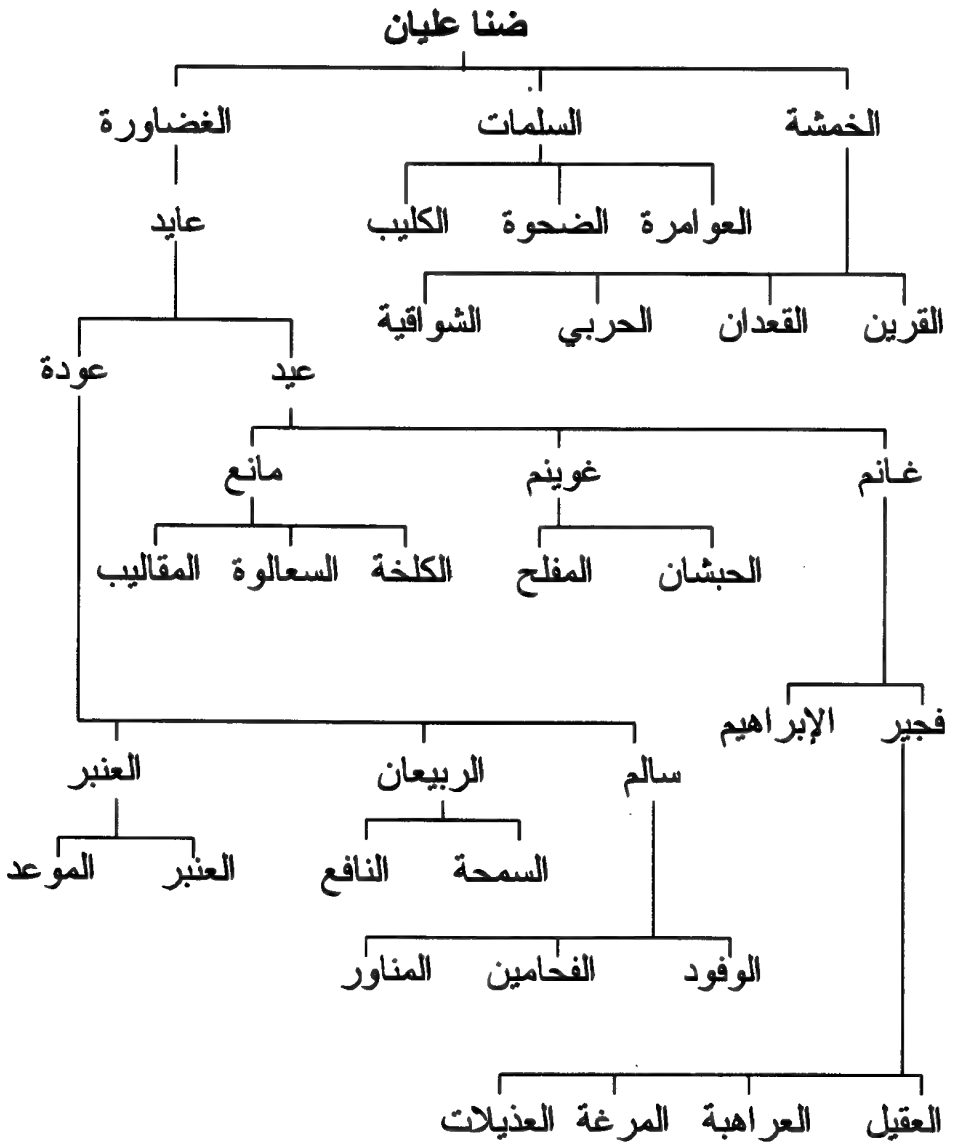 ضنا عليان
الخمشة السلمات الغضاورة
العوامرة الضحوة الكليب عايد
القرين القعدان الحربي الشواقية
عيد عودة
غانم غوينم مانع
الحبشان المفلح الكلخة السعالوة المقاليب
فجير الإبراهيم
سالم الربيعان العنبر
السمحة النافع العنبر الموعد
الوفود الفحامين المناور
العقيل العراهبة المرغة العذيلات